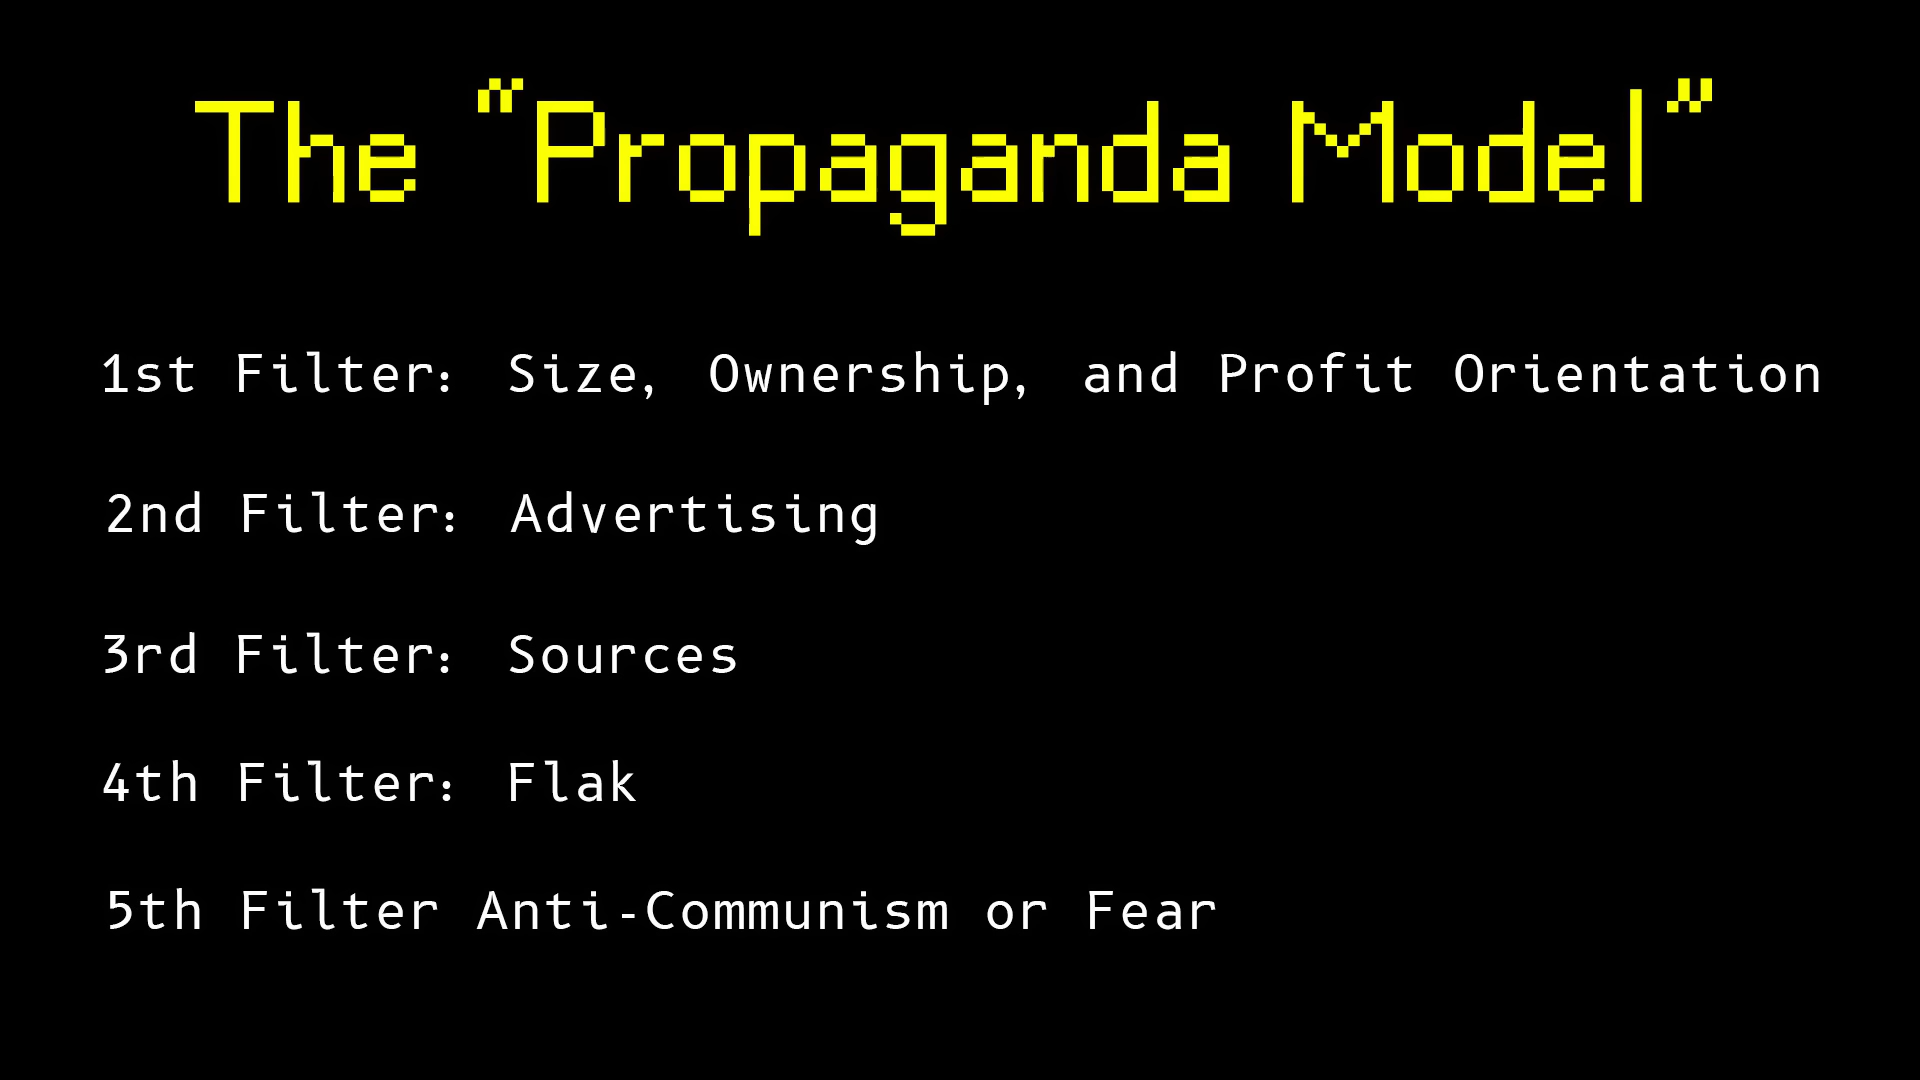 The “Propaganda Model”
1st Filter: Size, Ownership, and Profit Orientation
2nd Filter: Advertising
3rd Filter: Sources
4th Filter: Flak
5th Filter Anti-Communism or Fear